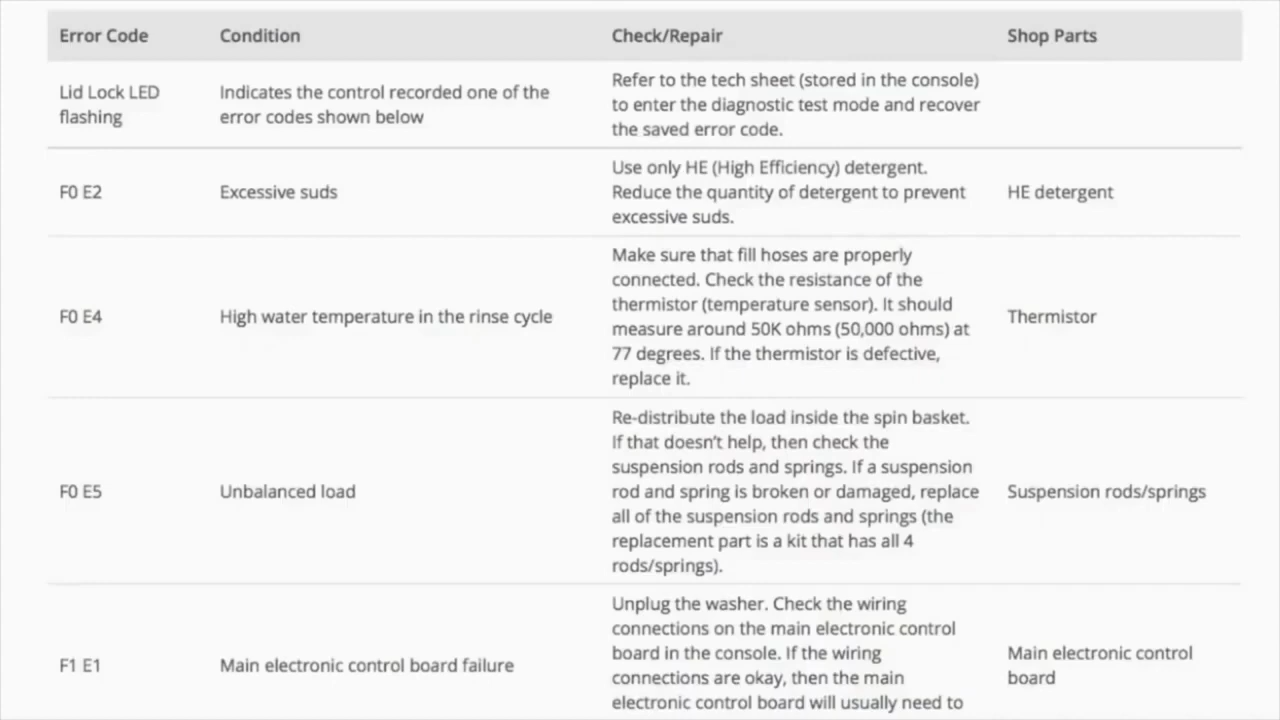 Error Code Condition Check/Repair Shop Parts
Lid Lock LED
flashing
Indicates the control recorded one of the
error codes shown below
Refer to the tech sheet (stored in the console)
to enter the diagnostic test mode and recover
the saved error code.
F0 E2
Excessive suds
Use only HE (High Efficiency) detergent.
Reduce the quantity of detergent to prevent
excessive suds.
HE detergent
F0 E4
High water temperature in the rinse cycle
Make sure that fill hoses are properly
connected. Check the resistance of the
thermistor (temperature sensor). It should
measure around 50K ohms (50,000 ohms) at
77 degrees. If the thermistor is defective,
replace it.
Thermistor
F0 E5
Unbalanced load
Re-distribute the load inside the spin basket.
If that doesn't help, then check the
suspension rods and springs. If a suspension
rod and spring is broken or damaged, replace
all of the suspension rods and springs (the
replacement part is a kit that has all 4
rods/springs).
Suspension rods/springs
F1 E1
Main electronic control board failure
Unplug the washer. Check the wiring
connections on the main electronic control
board in the console. If the wiring
connections are okay, then the main
electronic control board will usually need to
Main electronic control
board